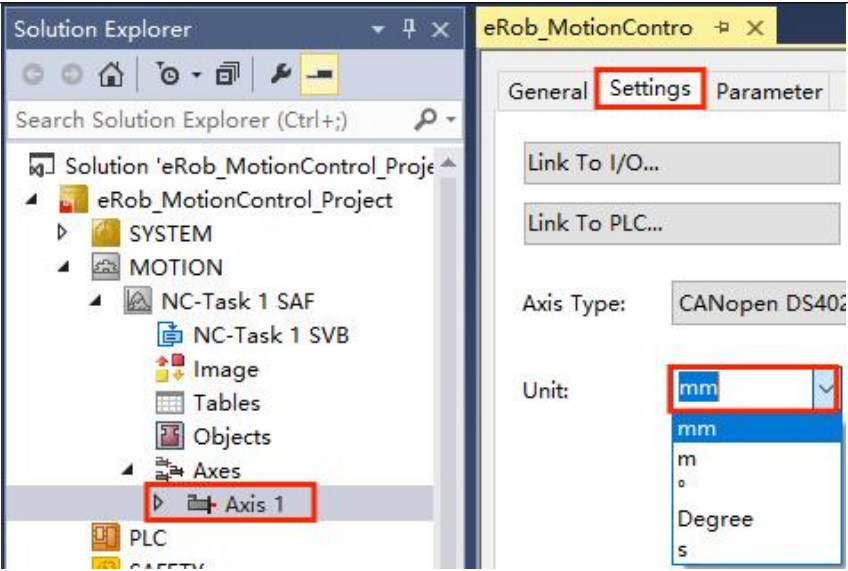 Solution Explorer
Search Solution Explorer (Ctrl+;)
Solution 'eRob_MotionControl_Proje
eRob_MotionControl_Project
SYSTEM
MOTION
NC-Task 1 SAF
NC-Task 1 SVB
Image
Tables
Objects
Axes
Axis 1
PLC
SAFETY
eRob_MotionContro
General Settings Parameter
Link To I/O...
Link To PLC...
Axis Type: CANopen DS402
Unit: mm
mm
m
°
Degree
s